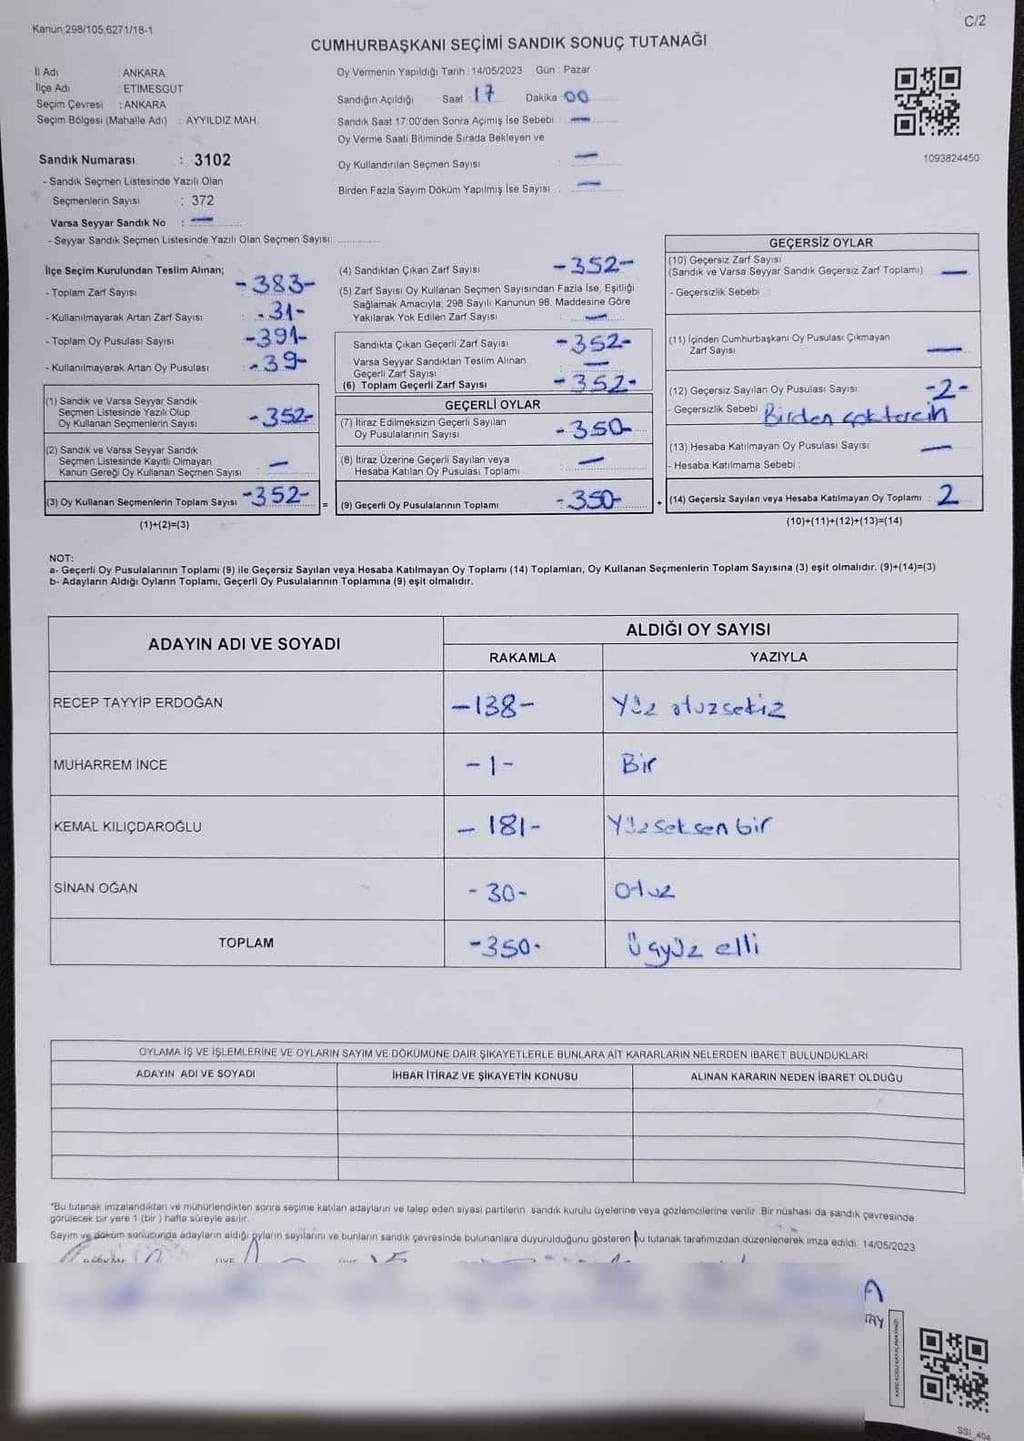 Kanun;298/105;6271/18-1
C/2
CUMHURBAŞKANI SEÇİMİ SANDIK SONUÇ TUTANAĞI
İl Adı : ANKARA
İlçe Adı : ETİMESGUT
Seçim Çevresi : ANKARA
Seçim Bölgesi (Mahalle Adı) : AYYILDIZ MAH.
Sandık Numarası : 3102
- Sandık Seçmen Listesinde Yazılı Olan
Seçmenlerin Sayısı : 372
Varsa Seyyar Sandık No : —
- Seyyar Sandık Seçmen Listesinde Yazılı Olan Seçmen Sayısı:
Oy Vermenin Yapıldığı Tarih : 14/05/2023 Gün : Pazar
Sandığın Açıldığı Saat 17 Dakika 00
Sandık Saat 17:00'den Sonra Açımış İse Sebebi : —
Oy Verme Saati Bitiminde Sırada Bekleyen ve
Oy Kullandırılan Seçmen Sayısı : —
Birden Fazla Sayım Döküm Yapılmış İse Sayısı : —
1093824450
İlçe Seçim Kurulundan Teslim Alınan;
- Toplam Zarf Sayısı : -383-
- Kullanılmayarak Artan Zarf Sayısı : -31-
- Toplam Oy Pusulası Sayısı : -391-
- Kullanılmayarak Artan Oy Pusulası : -39-
(1) Sandık ve Varsa Seyyar Sandık
Seçmen Listesinde Yazılı Olup
Oy Kullanan Seçmenlerin Sayısı : -352-
(2) Sandık ve Varsa Seyyar Sandık
Seçmen Listesinde Kayıtlı Olmayan
Kanun Gereği Oy Kullanan Seçmen Sayısı : —
(3) Oy Kullanan Seçmenlerin Toplam Sayısı -352- =
(1)+(2)=(3)
(4) Sandıktan Çıkan Zarf Sayısı -352-
(5) Zarf Sayısı Oy Kullanan Seçmen Sayısından Fazla İse, Eşitliği
Sağlamak Amacıyla; 298 Sayılı Kanunun 98. Maddesine Göre
Yakılarak Yok Edilen Zarf Sayısı : —
Sandıkta Çıkan Geçerli Zarf Sayısı : -352-
Varsa Seyyar Sandıktan Teslim Alınan
Geçerli Zarf Sayısı : —
(6) Toplam Geçerli Zarf Sayısı : -352-
GEÇERLİ OYLAR
(7) İtiraz Edilmeksizin Geçerli Sayılan
Oy Pusulalarının Sayısı : -350-
(8) İtiraz Üzerine Geçerli Sayılan veya
Hesaba Katılan Oy Pusulası Toplamı : —
(9) Geçerli Oy Pusulalarının Toplamı : -350- +
GEÇERSİZ OYLAR
(10) Geçersiz Zarf Sayısı
(Sandık ve Varsa Seyyar Sandık Geçersiz Zarf Toplamı) : —
- Geçersizlik Sebebi :
(11) İçinden Cumhurbaşkanı Oy Pusulası Çıkmayan
Zarf Sayısı : —
(12) Geçersiz Sayılan Oy Pusulası Sayısı : -2-
- Geçersizlik Sebebi : Birden çok tercih
(13) Hesaba Katılmayan Oy Pusulası Sayısı : —
- Hesaba Katılmama Sebebi :
(14) Geçersiz Sayılan veya Hesaba Katılmayan Oy Toplamı : 2
(10)+(11)+(12)+(13)=(14)
NOT:
a- Geçerli Oy Pusulalarının Toplamı (9) ile Geçersiz Sayılan veya Hesaba Katılmayan Oy Toplamı (14) Toplamları, Oy Kullanan Seçmenlerin Toplam Sayısına (3) eşit olmalıdır. (9)+(14)=(3)
b- Adayların Aldığı Oyların Toplamı, Geçerli Oy Pusulalarının Toplamına (9) eşit olmalıdır.
ADAYIN ADI VE SOYADI
ALDIĞI OY SAYISI
RAKAMLA YAZIYLA
RECEP TAYYİP ERDOĞAN -138- Yüz otuzsekiz
MUHARREM İNCE -1- Bir
KEMAL KILIÇDAROĞLU -181- Yüzseksen bir
SİNAN OĞAN -30- Otuz
TOPLAM -350- Üçyüz elli
OYLAMA İŞ VE İŞLEMLERİNE VE OYLARIN SAYIM VE DÖKÜMÜNE DAİR ŞİKAYETLERLE BUNLARA AİT KARARLARIN NELERDEN İBARET BULUNDUKLARI
ADAYIN ADI VE SOYADI İHBAR İTİRAZ VE ŞİKAYETİN KONUSU ALINAN KARARIN NEDEN İBARET OLDUĞU
*Bu tutanak imzalandıktan ve mühürlendikten sonra seçime katılan adayların ve talep eden siyasi partilerin sandık kurulu üyelerine veya gözlemcilerine verilir. Bir nüshası da sandık çevresinde
görülecek bir yere 1 (bir ) hafta süreyle asılır.
Sayım ve döküm sonucunda adayların aldığı oyların sayılarını ve bunların sandık çevresinde bulunanlara duyurulduğunu gösteren bu tutanak tarafımızdan düzenlenerek imza edildi. 14/05/2023
TAY
SSI_404